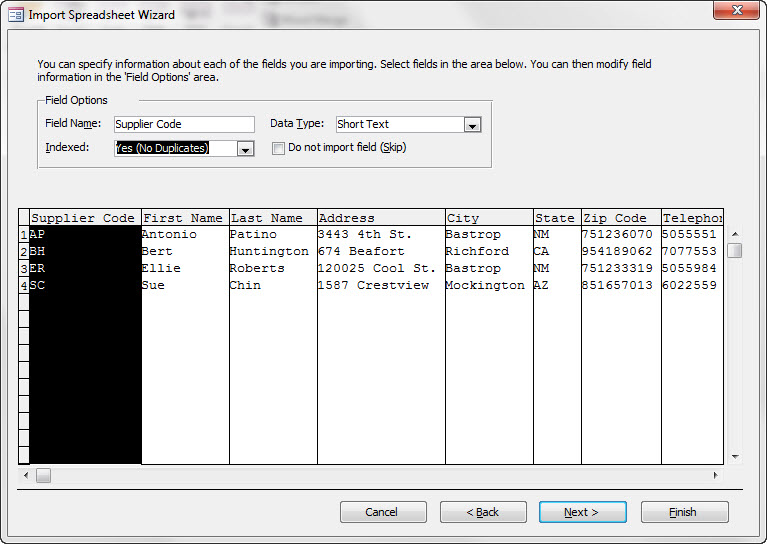 Import Spreadsheet Wizard
You can specify information about each of the fields you are importing. Select fields in the area below. You can then modify field
information in the 'Field Options' area.
Field Options
Field Name: Supplier Code Data Type: Short Text
Indexed: Yes (No Duplicates) Do not import field (Skip)
Supplier Code First Name Last Name Address City State Zip Code Telephon
1 AP Antonio Patino 3443 4th St. Bastrop NM 751236070 5055551
2 BH Bert Huntington 674 Beafort Richford CA 954189062 7077553
3 ER Ellie Roberts 120025 Cool St. Bastrop NM 751233319 5055984
4 SC Sue Chin 1587 Crestview Mockington AZ 851657013 6022559
Cancel < Back Next > Finish